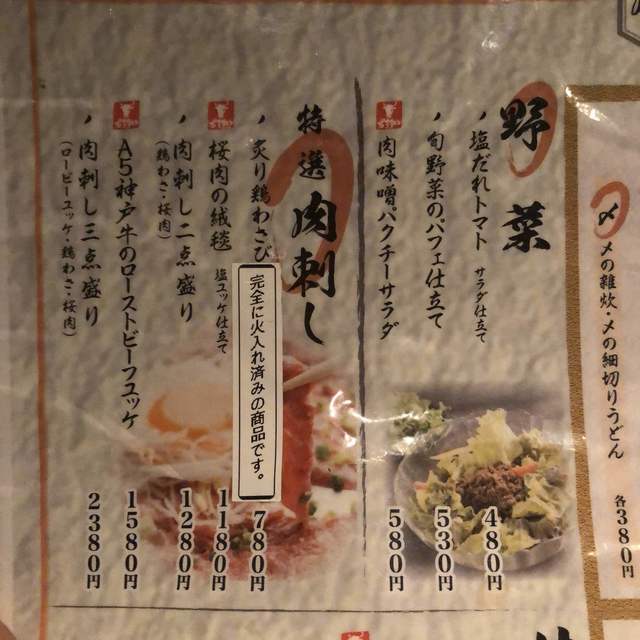 〆
〆の雑炊・〆の細切りうどん
各380円
野菜
塩だれトマト サラダ仕立て
480円
旬野菜のパフェ仕立て
530円
肉味噌パクチーサラダ
580円
特選肉刺し
炙り鶏わさび
780円
完全に火入れ済みの商品です。
桜肉の絨毯 塩ユッケ仕立て
1180円
肉刺し二点盛り
(鶏わさ・桜肉)
1280円
A5神戸牛のローストビーフユッケ
1580円
肉刺し三点盛り
(ロービーユッケ・鶏わさ・桜肉)
2380円